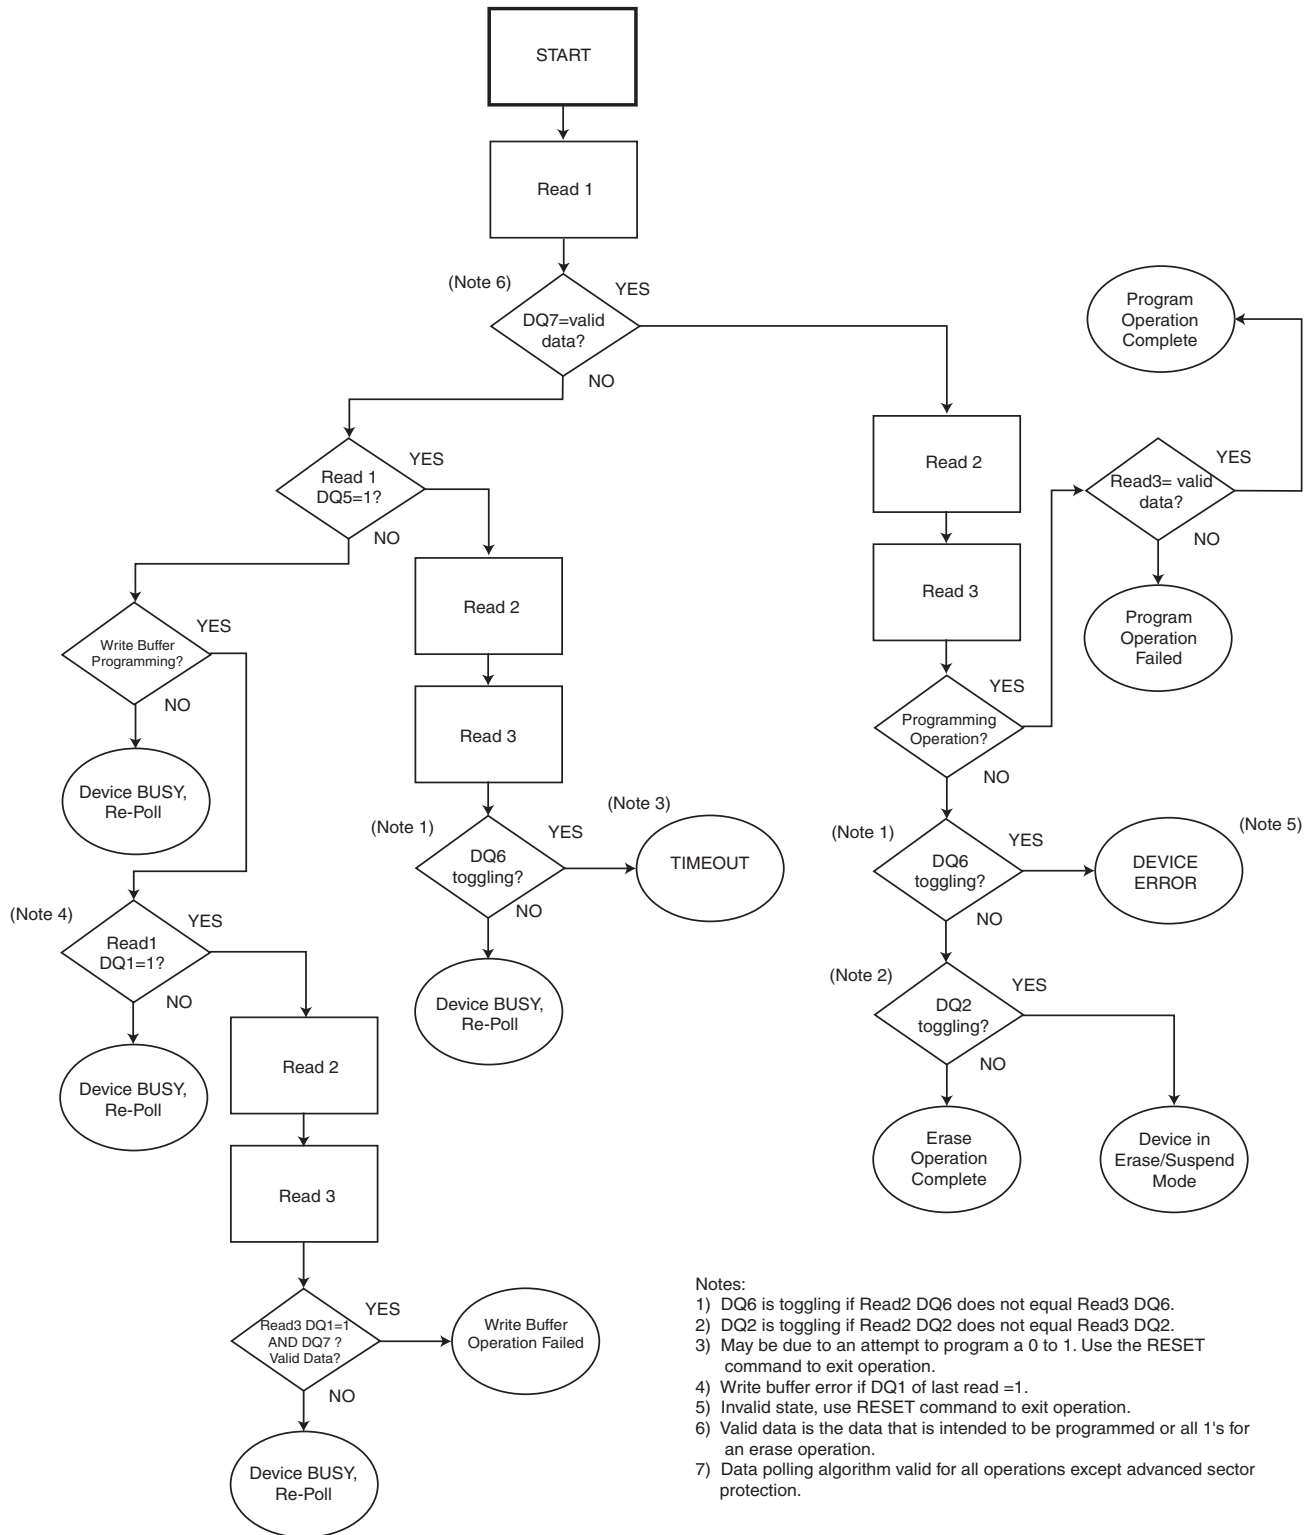 START
Read 1
(Note 6)
YES
DQ7=valid
data?
NO
Program
Operation
Complete
Read 1
DQ5=1?
YES
NO
Read 2
Read 3
Read3= valid
data?
YES
NO
Program
Operation
Failed
Write Buffer
Programming?
YES
NO
Device BUSY,
Re-Poll
Read 2
Read 3
(Note 1)
DQ6
toggling?
YES
NO
(Note 3)
TIMEOUT
Device BUSY,
Re-Poll
Programming
Operation?
YES
NO
(Note 1)
DQ6
toggling?
YES
NO
DEVICE
ERROR
(Note 5)
(Note 4)
Read1
DQ1=1?
YES
NO
Device BUSY,
Re-Poll
Read 2
Read 3
(Note 2)
DQ2
toggling?
YES
NO
Erase
Operation
Complete
Device in
Erase/Suspend
Mode
Read3 DQ1=1
AND DQ7 ?
Valid Data?
YES
NO
Write Buffer
Operation Failed
Device BUSY,
Re-Poll
Notes:
1) DQ6 is toggling if Read2 DQ6 does not equal Read3 DQ6.
2) DQ2 is toggling if Read2 DQ2 does not equal Read3 DQ2.
3) May be due to an attempt to program a 0 to 1. Use the RESET
command to exit operation.
4) Write buffer error if DQ1 of last read =1.
5) Invalid state, use RESET command to exit operation.
6) Valid data is the data that is intended to be programmed or all 1's for
an erase operation.
7) Data polling algorithm valid for all operations except advanced sector
protection.